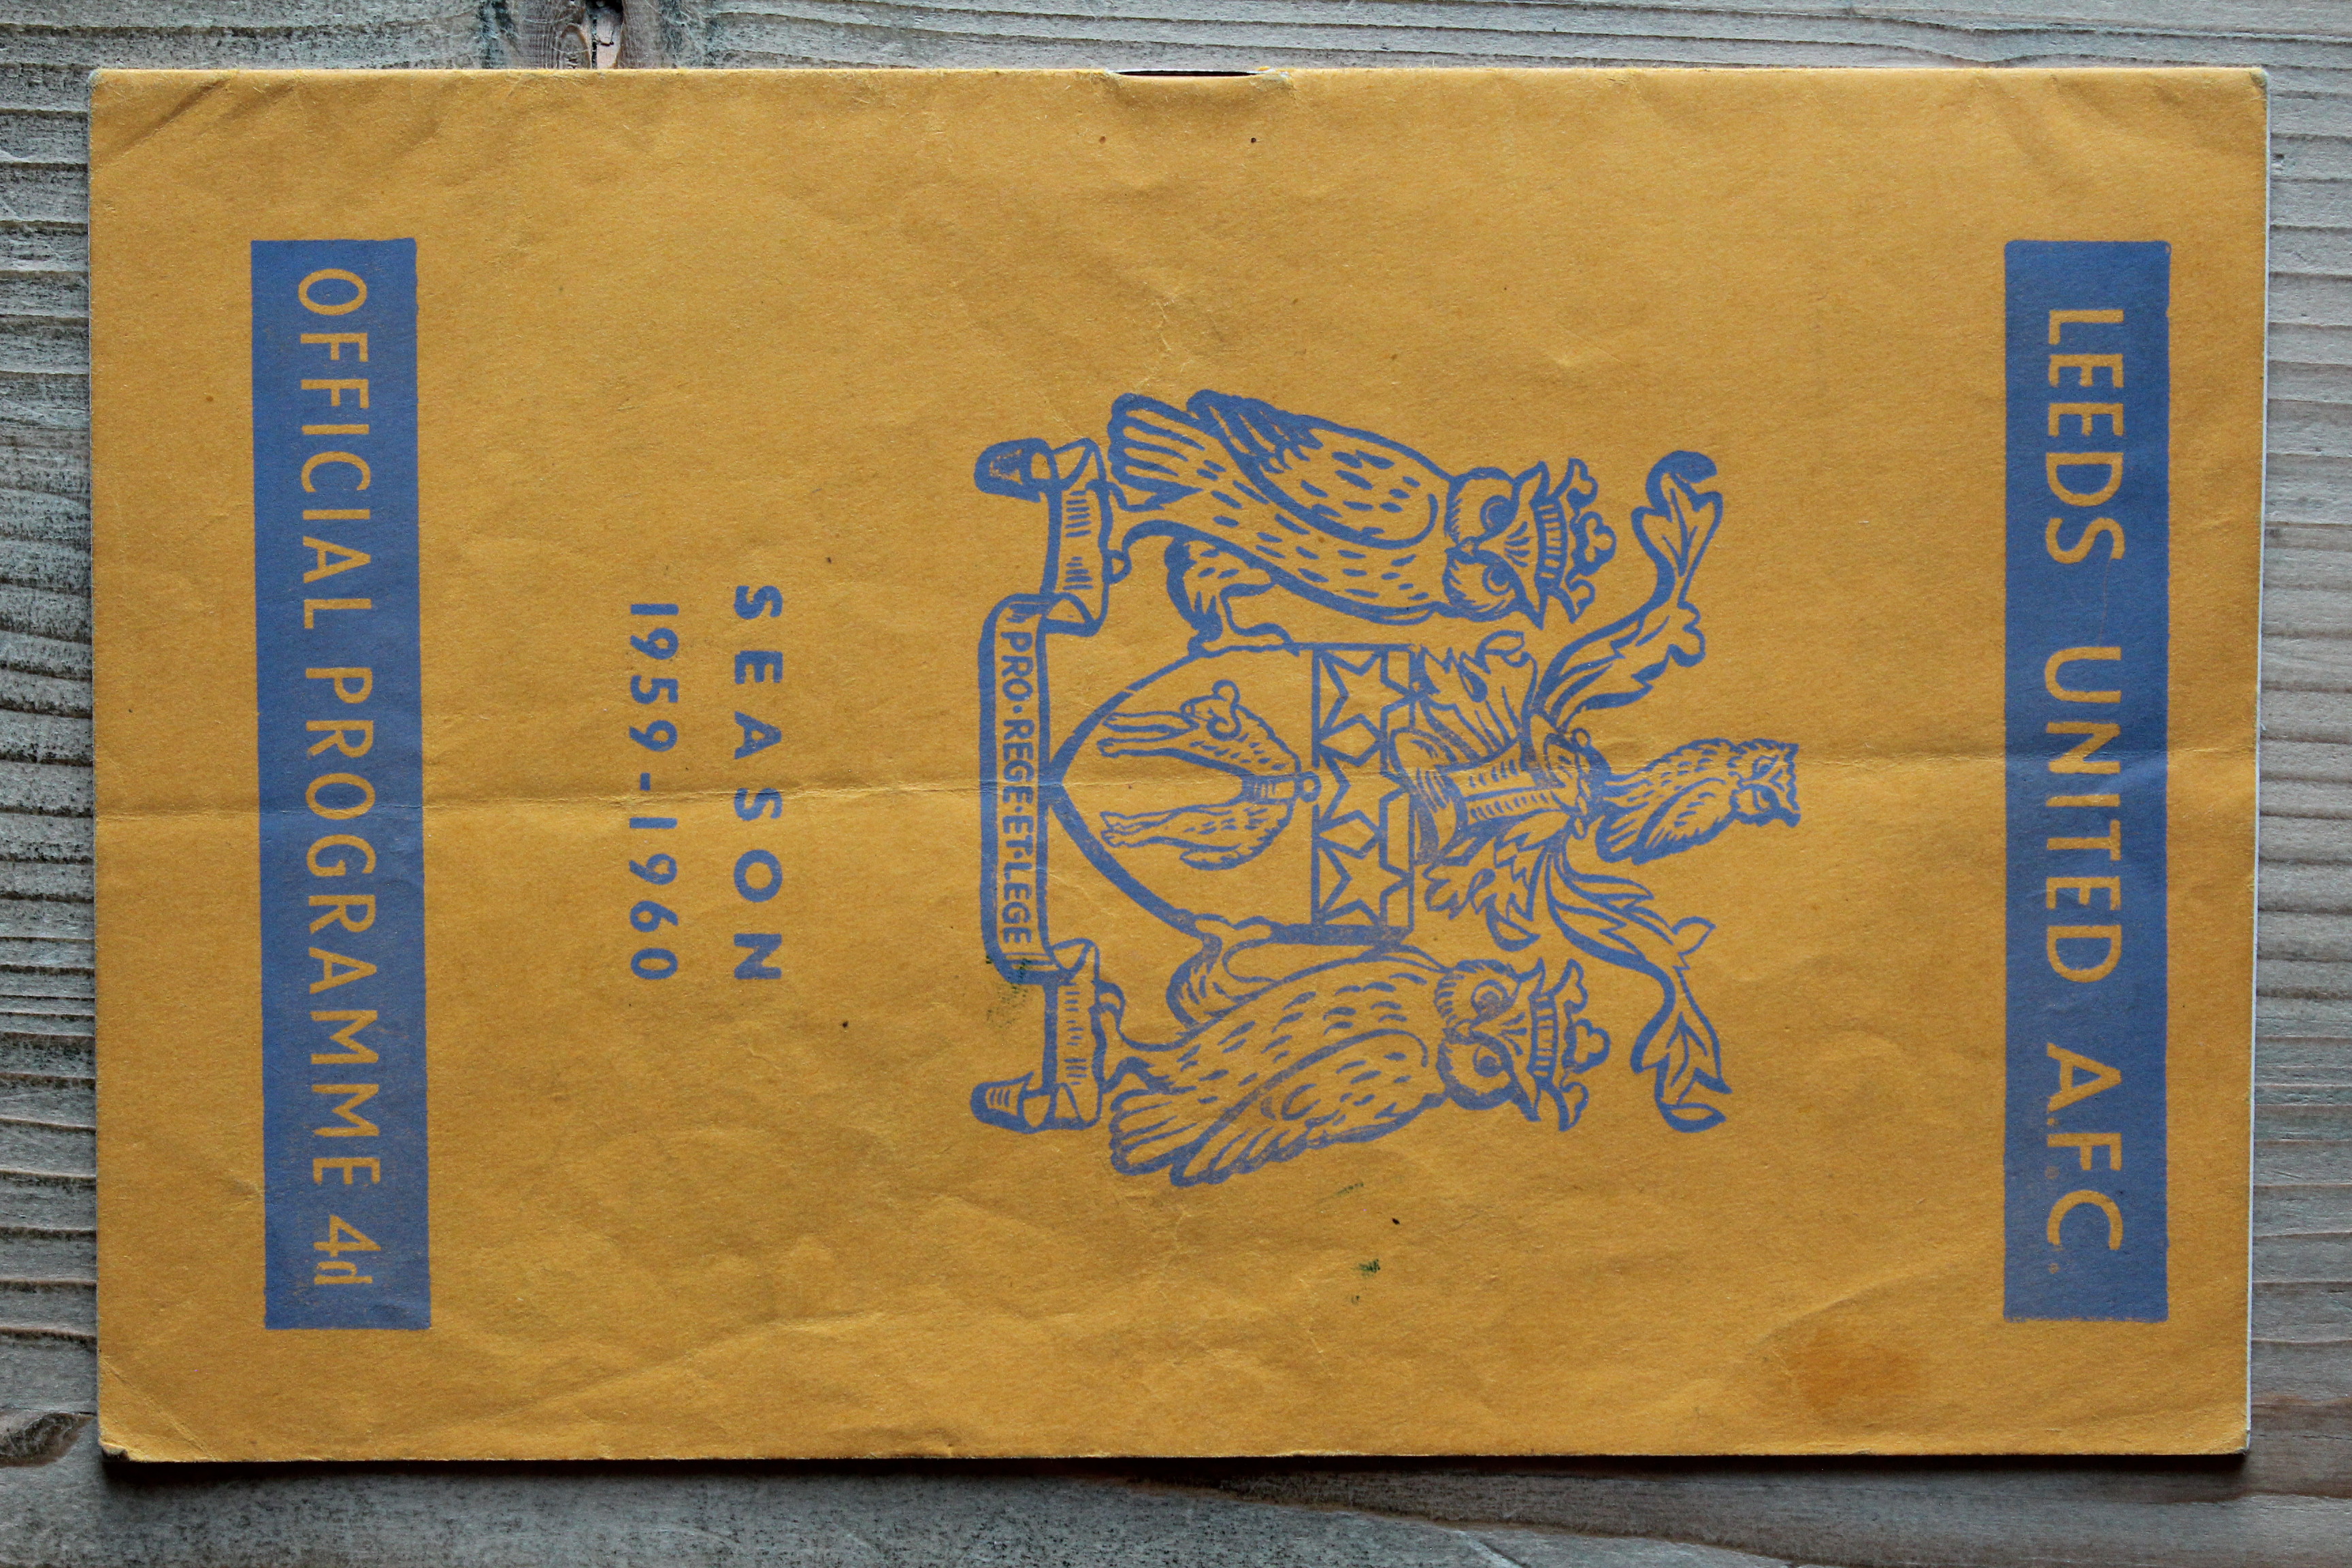 LEEDS UNITED A.F.C.
PRO·REGE·ET·LEGE
SEASON
1959-1960
OFFICIAL PROGRAMME 4d